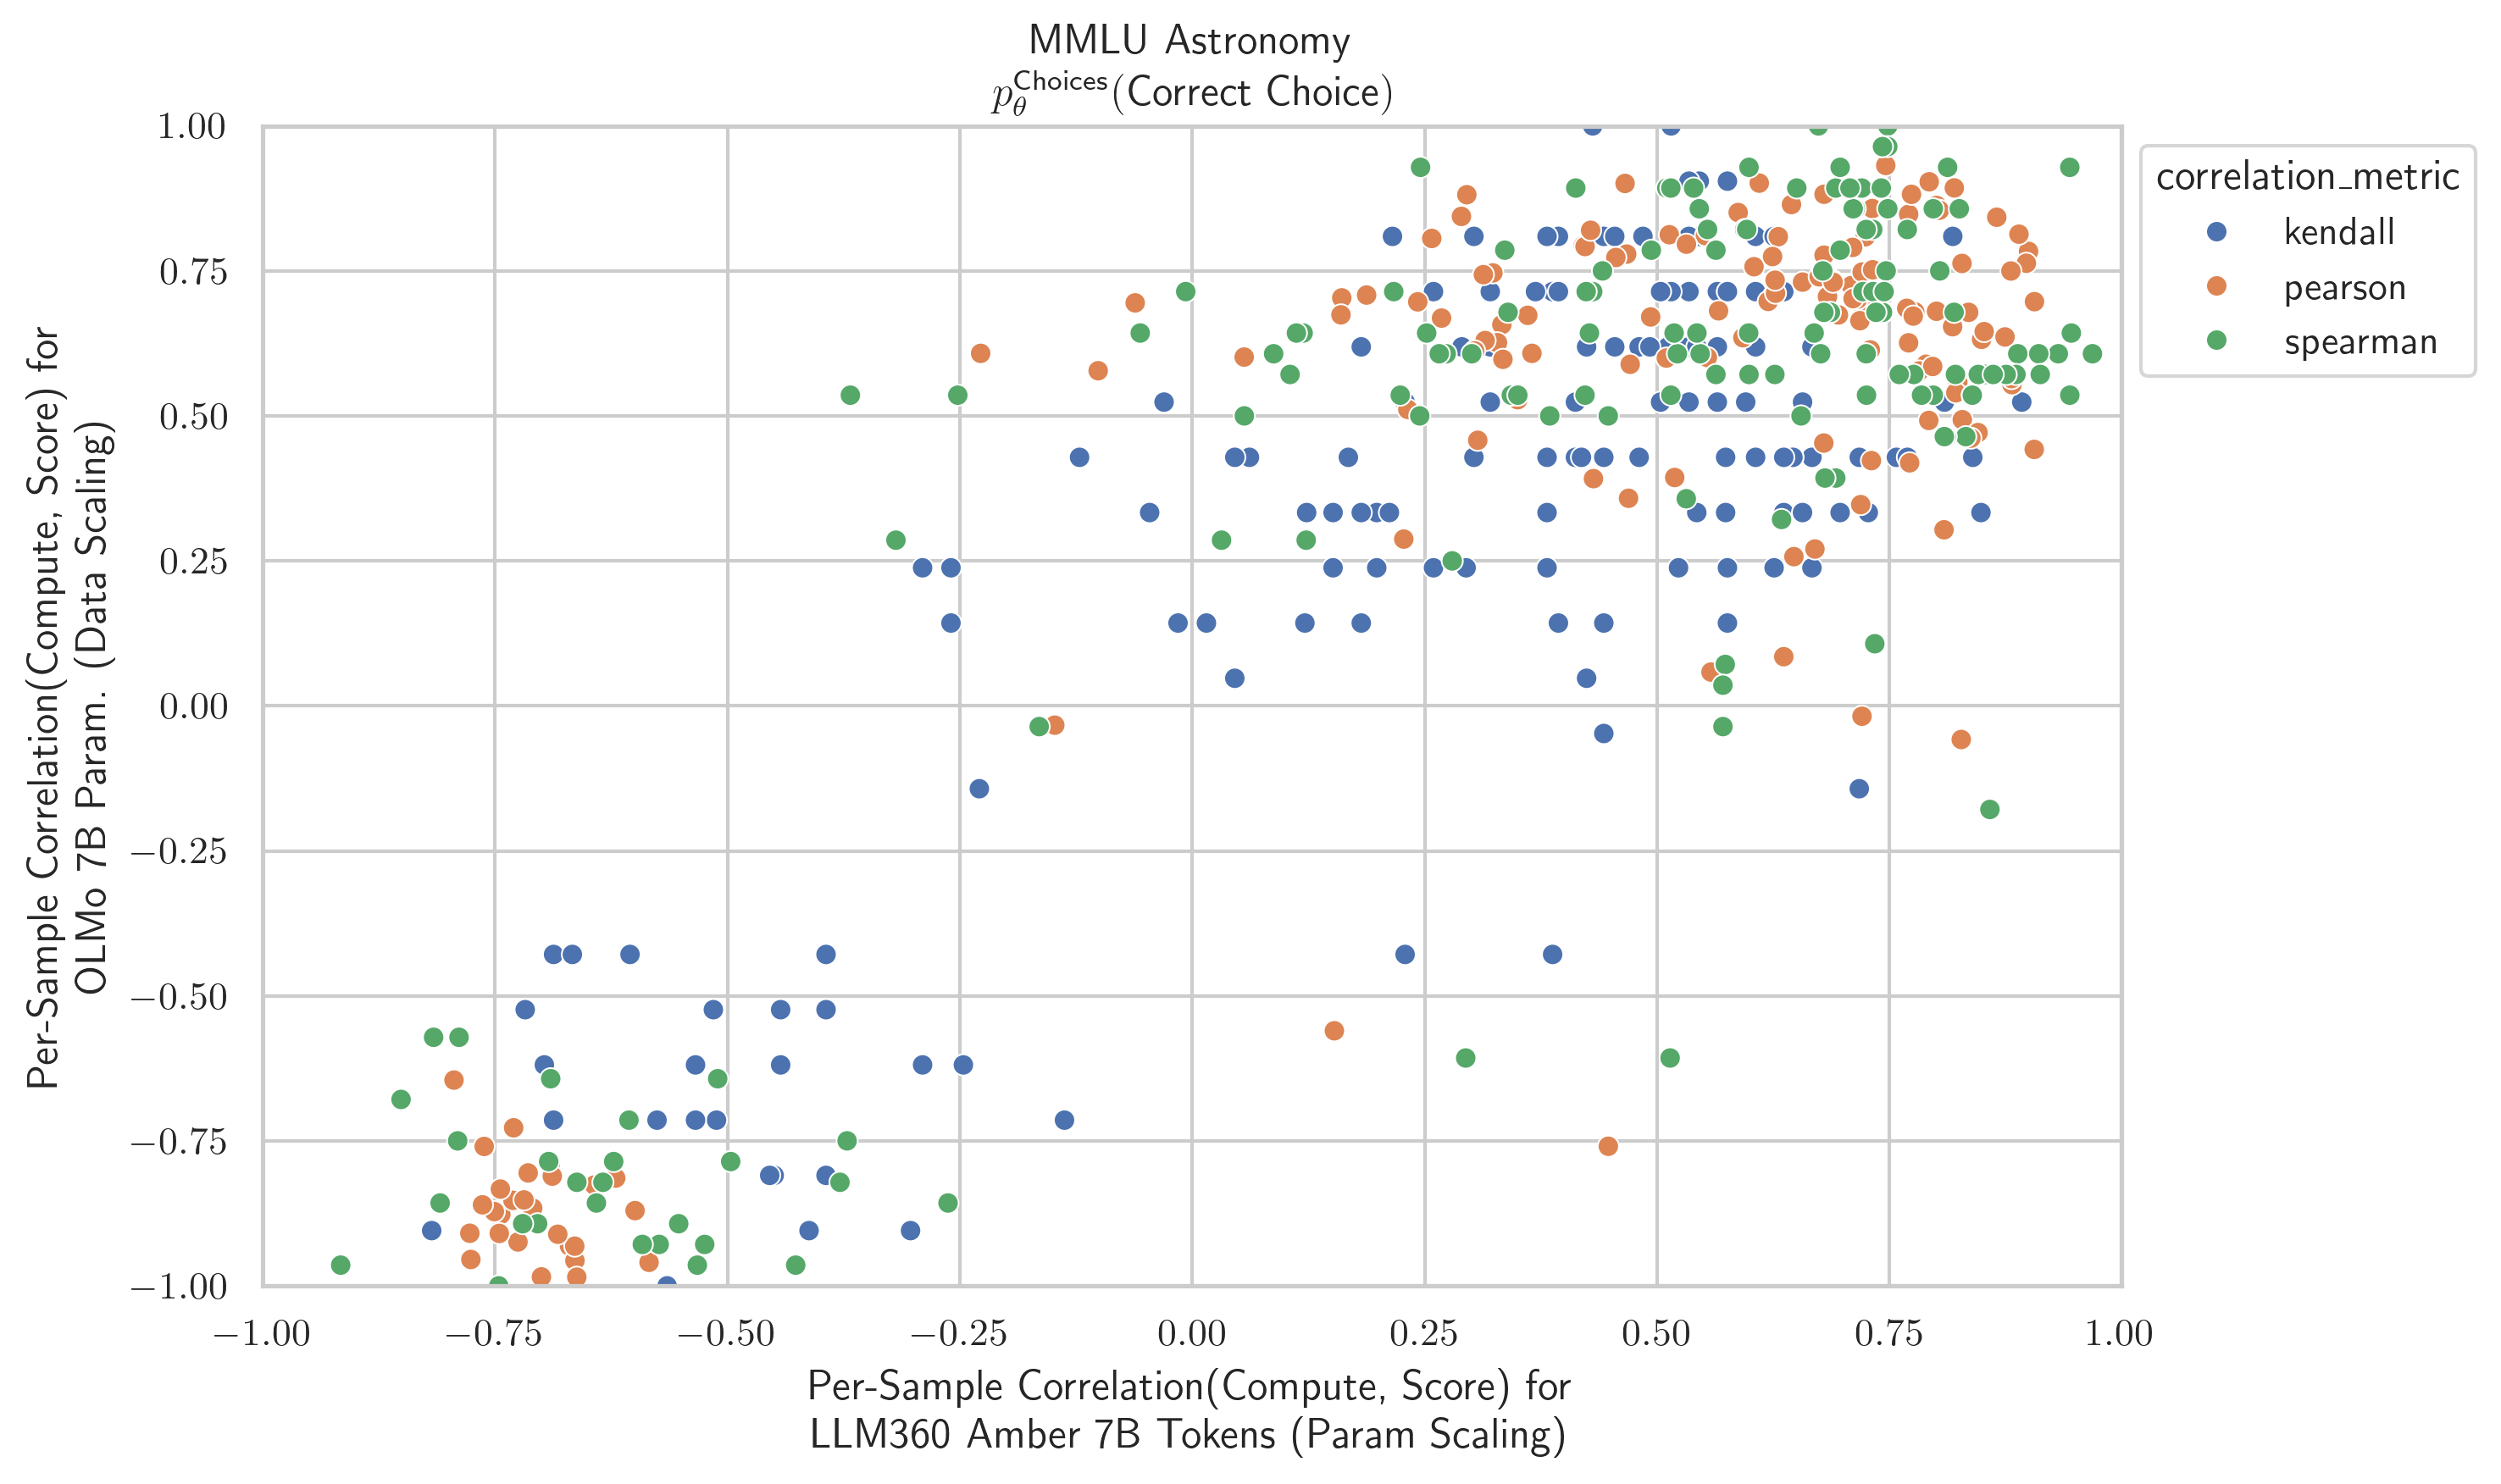 MMLU Astronomy
p_θ^Choices(Correct Choice)
1.00
0.75
0.50
0.25
0.00
−0.25
−0.50
−0.75
−1.00
Per-Sample Correlation(Compute, Score) for
OLMo 7B Param. (Data Scaling)
−1.00 −0.75 −0.50 −0.25 0.00 0.25 0.50 0.75 1.00
Per-Sample Correlation(Compute, Score) for
LLM360 Amber 7B Tokens (Param Scaling)
correlation_metric
kendall
pearson
spearman